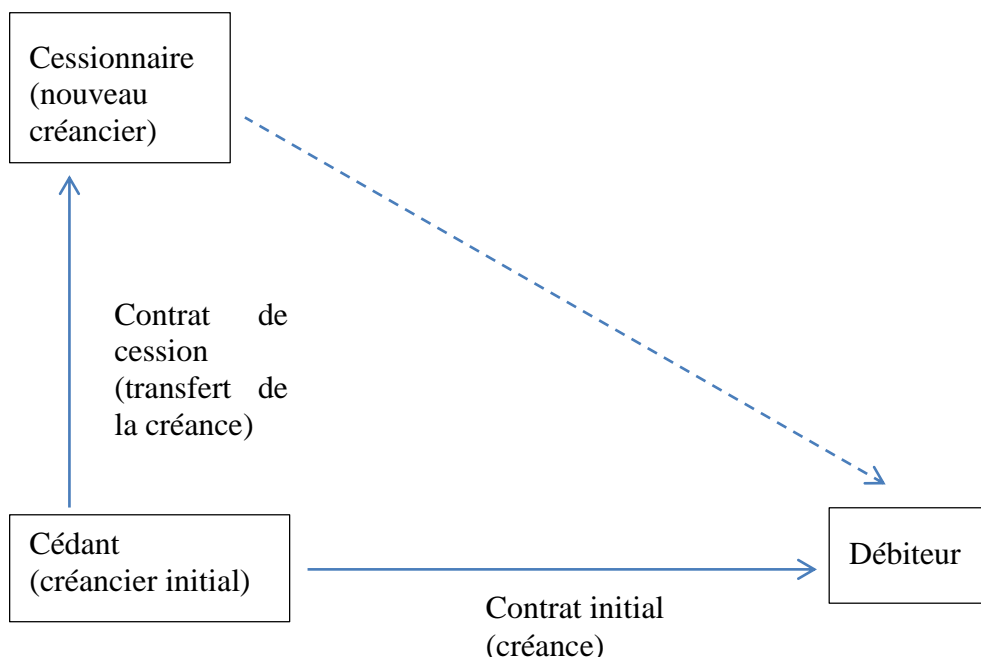 Cessionnaire
(nouveau
créancier)
Contrat de
cession
(transfert de
la créance)
Cédant
(créancier initial)
Débiteur
Contrat initial
(créance)